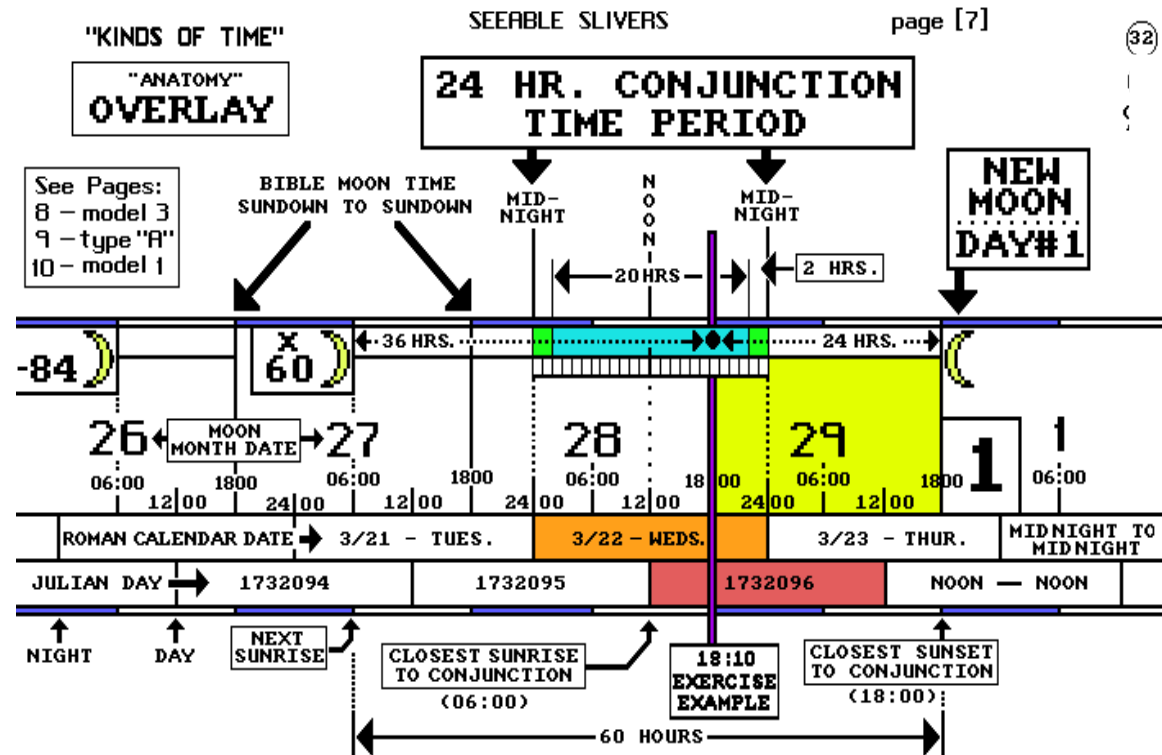 SEEABLE SLIVERS
page [7]
"KINDS OF TIME"
32
"ANATOMY"
OVERLAY
24 HR. CONJUNCTION
TIME PERIOD
See Pages:
8 - model 3
9 - type "A"
10 - model 1
BIBLE MOON TIME
SUNDOWN TO SUNDOWN
MID-
NIGHT
NOON
MID-
NIGHT
NEW
MOON
DAY#1
20HRS
2 HRS.
-84
X
60
36 HRS.
24 HRS.
26
MOON
MONTH DATE
27
28
29
1
1
06:00
12:00
1800
24:00
06:00
12:00
1800
24:00
06:00
12:00
18:00
24:00
06:00
12:00
1800
06:00
ROMAN CALENDAR DATE
3/21 - TUES.
3/22 - WEDS.
3/23 - THUR.
MIDNIGHT TO
MIDNIGHT
JULIAN DAY
1732094
1732095
1732096
NOON — NOON
NIGHT
DAY
NEXT
SUNRISE
CLOSEST SUNRISE
TO CONJUNCTION
(06:00)
18:10
EXERCISE
EXAMPLE
CLOSEST SUNSET
TO CONJUNCTION
(18:00)
60 HOURS